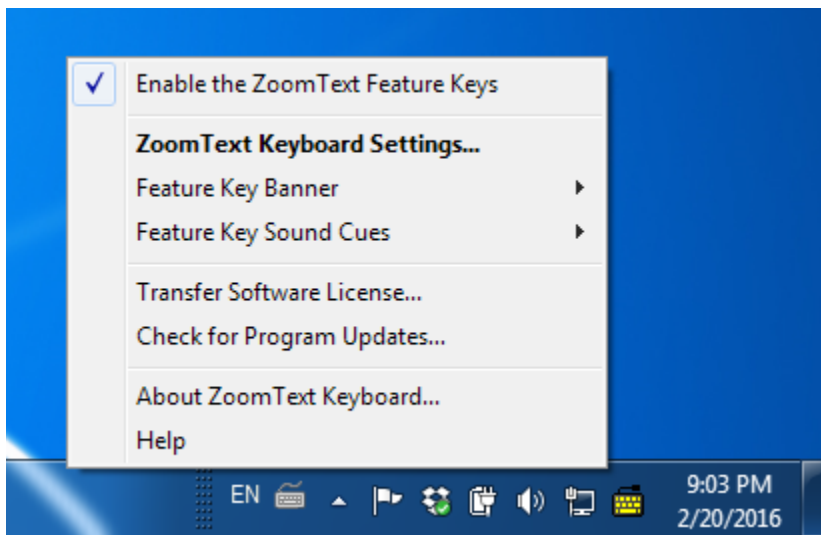 Enable the ZoomText Feature Keys
ZoomText Keyboard Settings...
Feature Key Banner
Feature Key Sound Cues
Transfer Software License...
Check for Program Updates...
About ZoomText Keyboard...
Help
EN
9:03 PM
2/20/2016